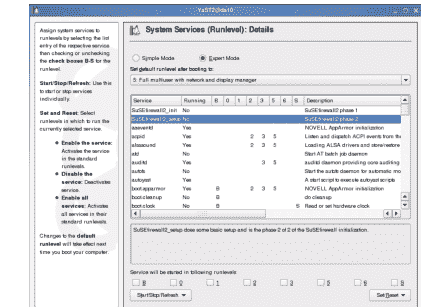 YaST2@da10
Assign system services to
runlevels by selecting the list
entry of the respective service
then checking or unchecking
the check boxes B-S for the
runlevel.
Start/Stop/Refresh: Use this
to start or stop services
individually.
Set and Reset: Select
runlevels in which to run the
currently selected service.
Enable the service:
Activates the service
in the standard
runlevels.
Disable the
service: Deactivates
service.
Enable all
services: Activates
all services in their
standard runlevels.
Changes to the default
runlevel will take effect next
time you boot your computer.
System Services (Runlevel): Details
Simple Mode Expert Mode
Set default runlevel after booting to:
5: Full multiuser with network and display manager
Service Running B 0 1 2 3 5 6 S Description
SuSEfirewall2_init No SuSEfirewall2 phase 1
SuSEfirewall2_setup No SuSEfirewall2 phase 2
aaeventd Yes NOVELL AppArmor initialization
acpid Yes 2 3 5 Listen and dispatch ACPI events from the
alsasound Yes 2 3 5 Loading ALSA drivers and store/restore
atd No Start AT batch job daemon
auditd Yes 3 5 auditd daemon providing core auditing
autofs No Start the autofs daemon for automatic mo
autoyast Yes A start script to execute autoyast scripts
boot.apparmor Yes B 2 3 5 NOVELL AppArmor initialization
boot.cleanup No B do cleanup
boot.clock No B S Read or set hardware clock
SuSEfirewall2_setup does some basic setup and is the phase 2 of 2 of the SuSEfirewall initialization.
Service will be started in following runlevels:
B 0 1 2 3 5 6 S
Start/Stop/Refresh Set/Reset